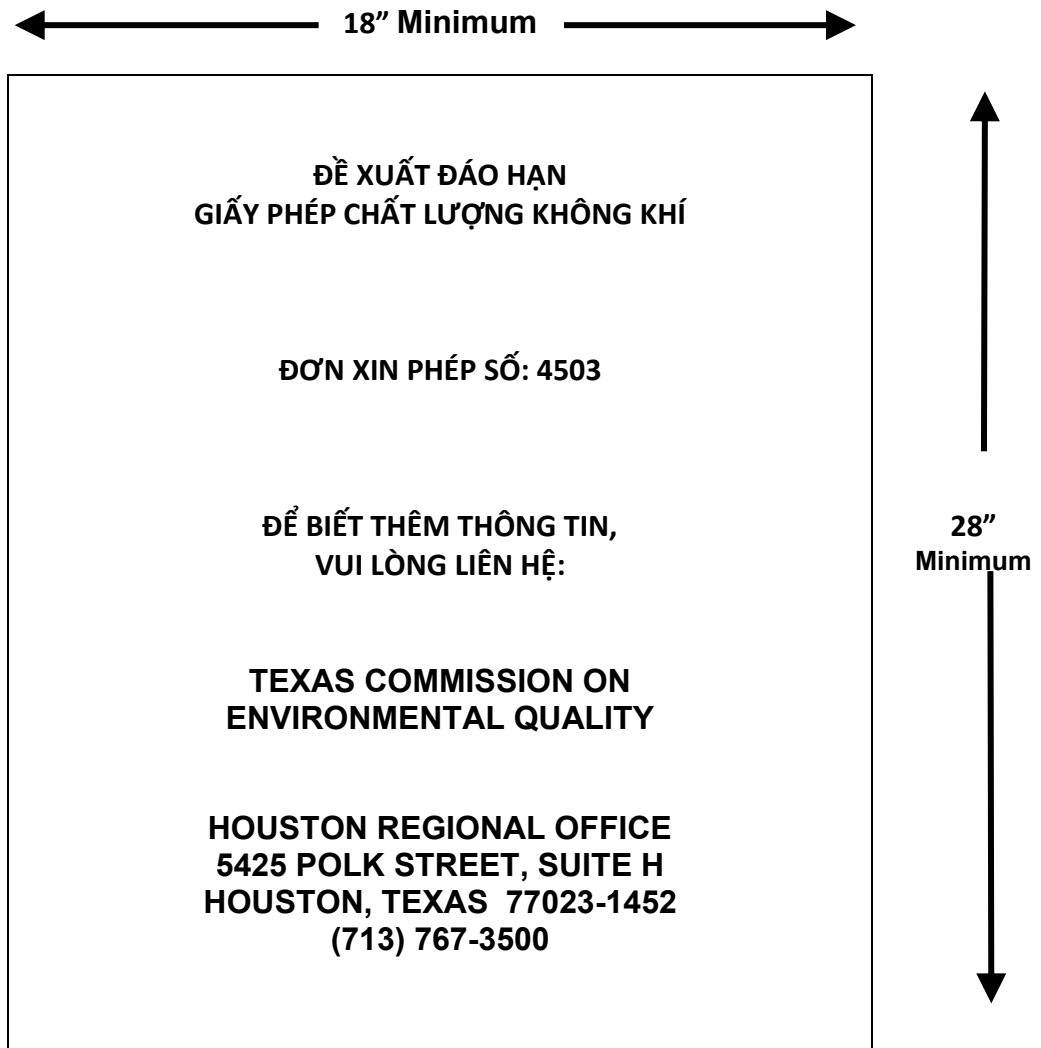 18” Minimum
ĐỀ XUẤT ĐÁO HẠN
GIẤY PHÉP CHẤT LƯỢNG KHÔNG KHÍ
ĐƠN XIN PHÉP SỐ: 4503
ĐỂ BIẾT THÊM THÔNG TIN,
VUI LÒNG LIÊN HỆ:
28”
Minimum
TEXAS COMMISSION ON
ENVIRONMENTAL QUALITY
HOUSTON REGIONAL OFFICE
5425 POLK STREET, SUITE H
HOUSTON, TEXAS  77023-1452
(713) 767-3500